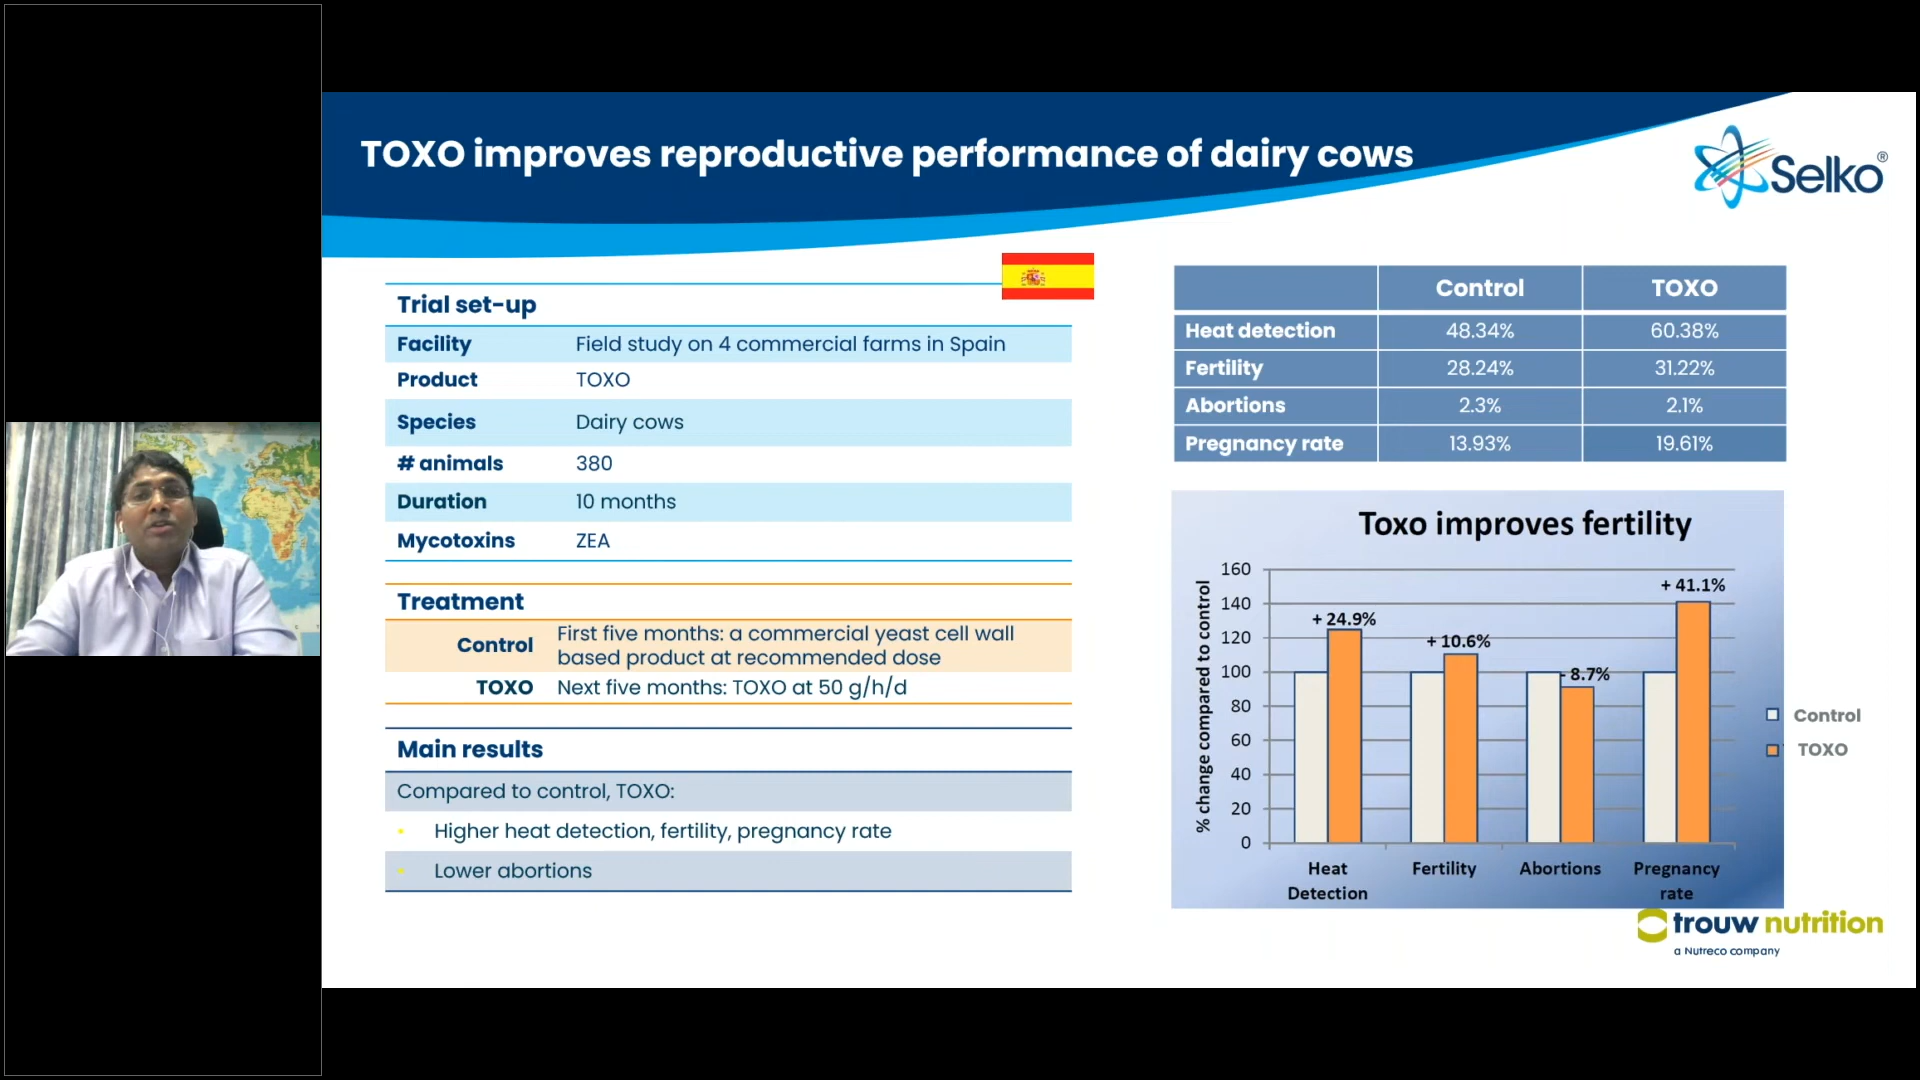 TOXO improves reproductive performance of dairy cows
Selko®
Trial set-up
Facility Field study on 4 commercial farms in Spain
Product TOXO
Species Dairy cows
# animals 380
Duration 10 months
Mycotoxins ZEA
Treatment
Control First five months: a commercial yeast cell wall
based product at recommended dose
TOXO Next five months: TOXO at 50 g/h/d
Main results
Compared to control, TOXO:
• Higher heat detection, fertility, pregnancy rate
• Lower abortions
Control TOXO
Heat detection 48.34% 60.38%
Fertility 28.24% 31.22%
Abortions 2.3% 2.1%
Pregnancy rate 13.93% 19.61%
Toxo improves fertility
% change compared to control
160
140
120
100
80
60
40
20
0
+ 24.9%
+ 10.6%
- 8.7%
+ 41.1%
Heat
Detection
Fertility
Abortions
Pregnancy
rate
Control
TOXO
trouw nutrition
a Nutreco company